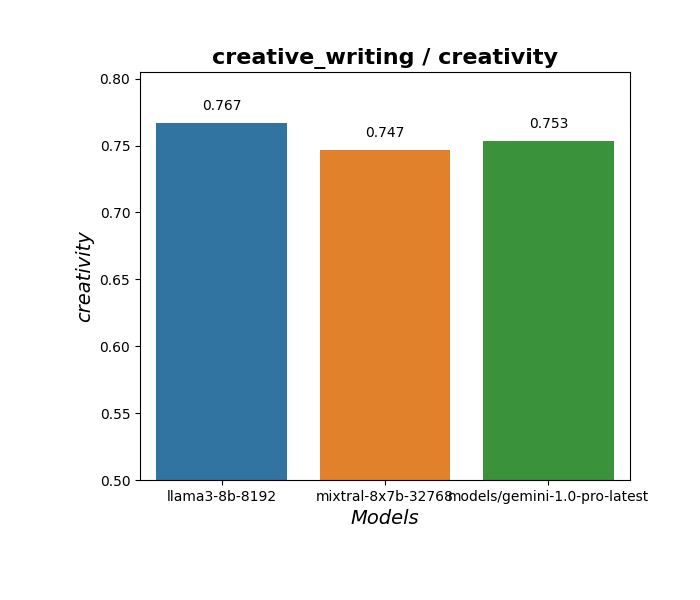 creative_writing / creativity
0.80
0.75
0.70
0.65
0.60
0.55
0.50
creativity
0.767
0.747
0.753
llama3-8b-8192
mixtral-8x7b-32768
models/gemini-1.0-pro-latest
Models